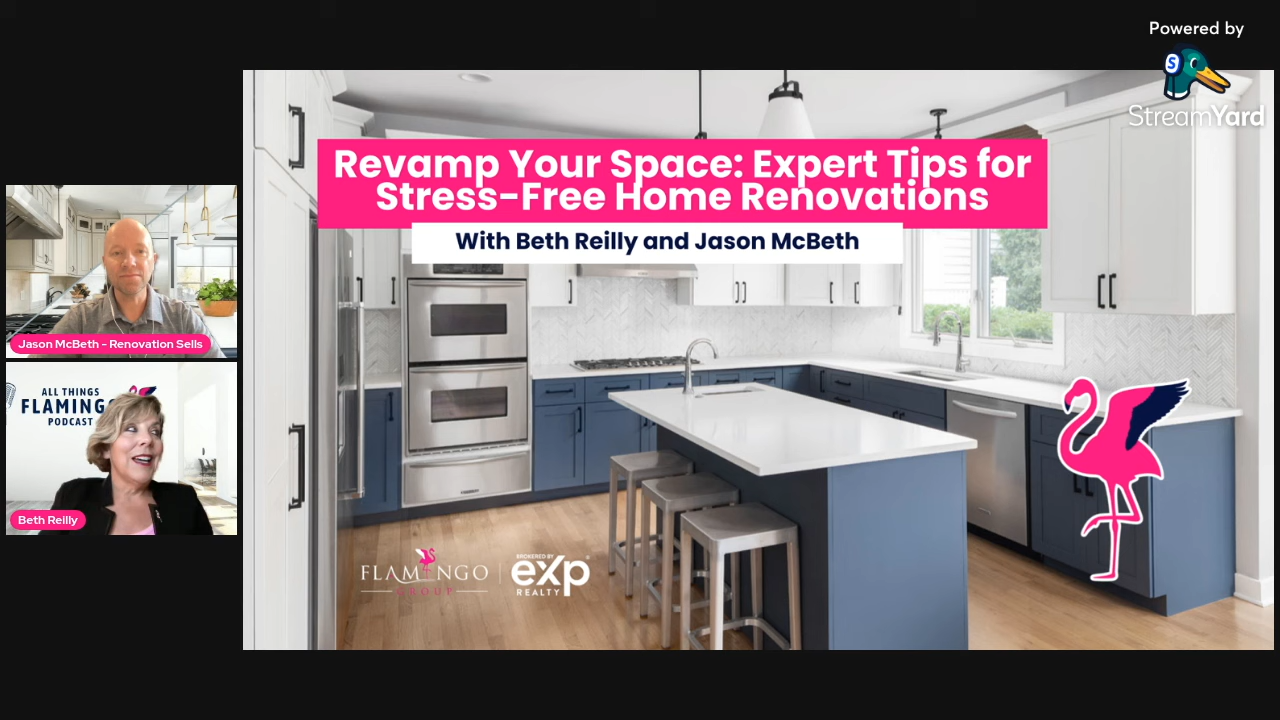 Powered by
S
StreamYard
Revamp Your Space: Expert Tips for
Stress-Free Home Renovations
With Beth Reilly and Jason McBeth
Jason McBeth - Renovation Sells
ALL THINGS
FLAMINGO
PODCAST
Beth Reilly
FLAMINGO
GROUP
BROKERED BY
eXp
REALTY